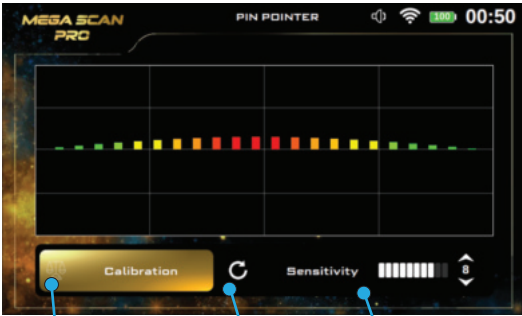 MEGA SCAN
PRO
PIN POINTER
100
00:50
Calibration
Sensitivity
8